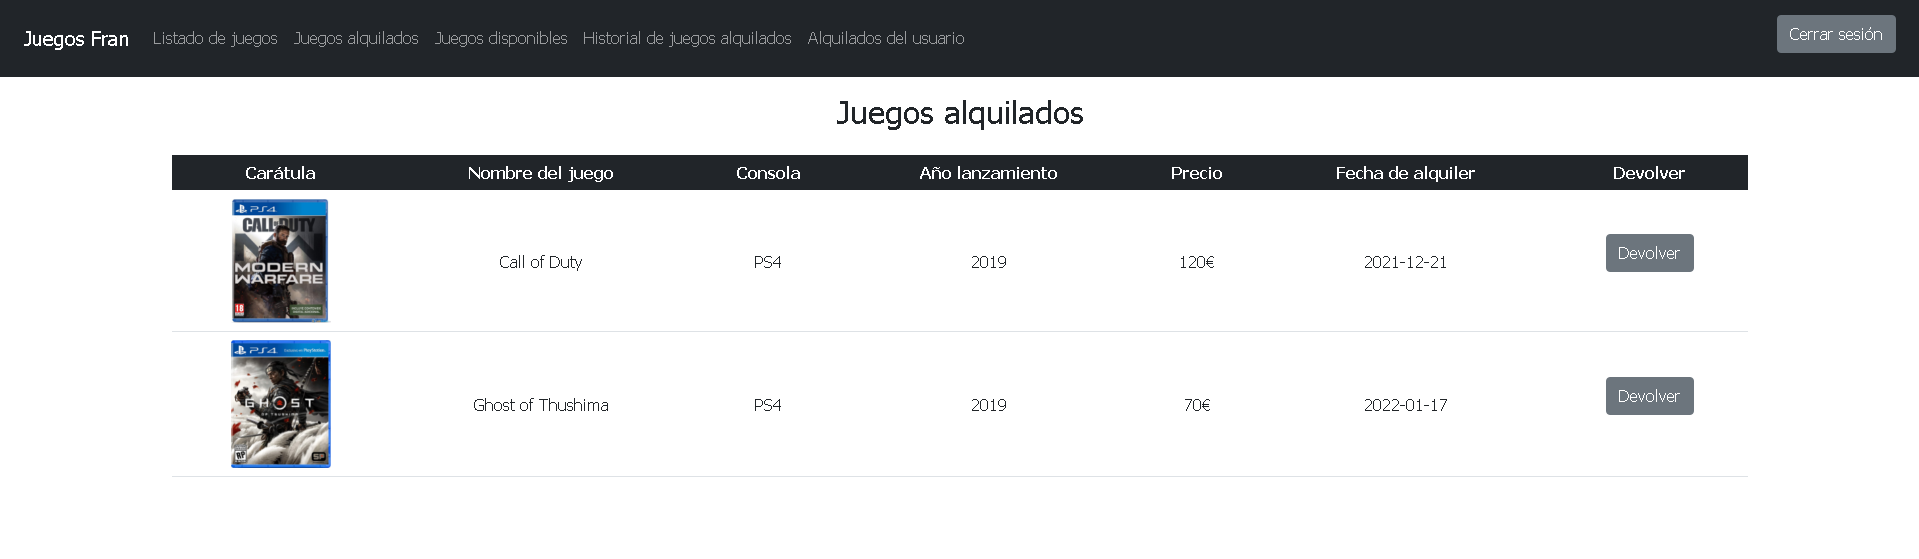 Juegos Fran Listado de juegos Juegos alquilados Juegos disponibles Historial de juegos alquilados Alquilados del usuario Cerrar sesión
Juegos alquilados
Carátula Nombre del juego Consola Año lanzamiento Precio Fecha de alquiler Devolver
PS4
CALL OF DUTY
MODERN
WARFARE
18
Call of Duty PS4 2019 120€ 2021-12-21 Devolver
PS4
GHOST
OF TSUSHIMA
RP
SP
Ghost of Thushima PS4 2019 70€ 2022-01-17 Devolver